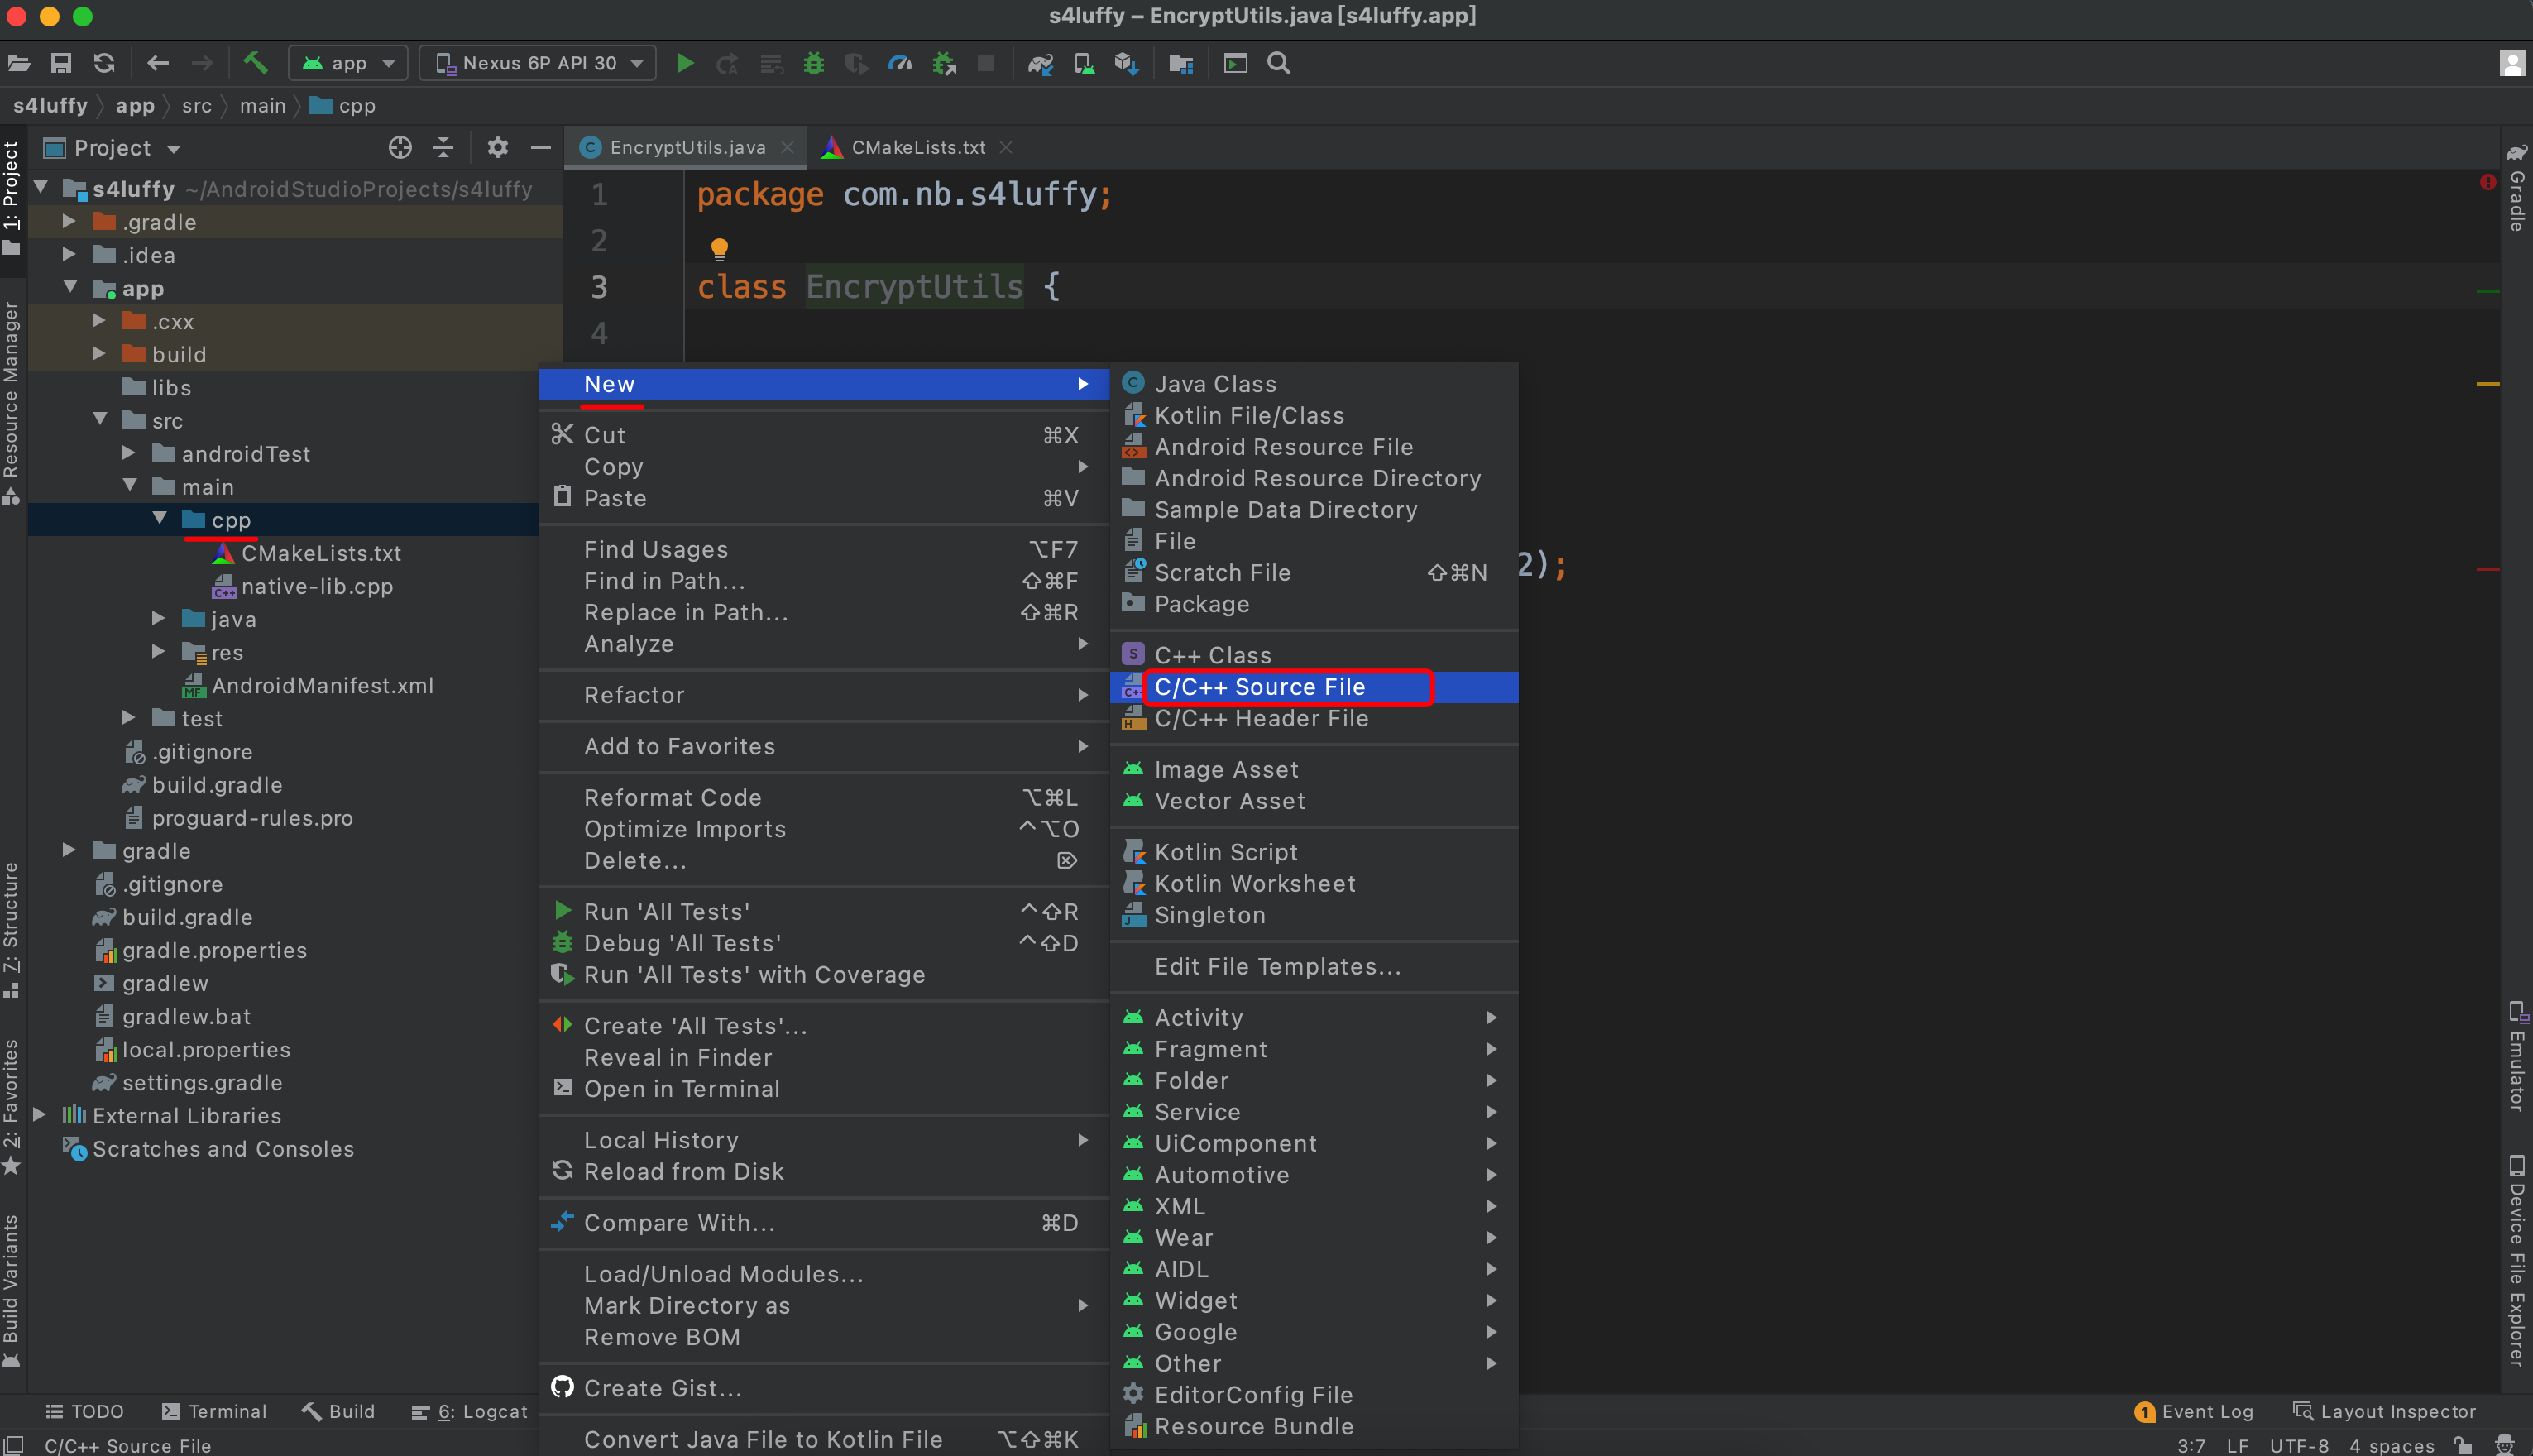 s4luffy – EncryptUtils.java [s4luffy.app]
app
Nexus 6P API 30
s4luffy
app
src
main
cpp
1: Project
Resource Manager
7: Structure
2: Favorites
Build Variants
Project
s4luffy ~/AndroidStudioProjects/s4luffy
.gradle
.idea
app
.cxx
build
libs
src
androidTest
main
cpp
CMakeLists.txt
native-lib.cpp
java
res
AndroidManifest.xml
test
.gitignore
build.gradle
proguard-rules.pro
gradle
.gitignore
build.gradle
gradle.properties
gradlew
gradlew.bat
local.properties
settings.gradle
External Libraries
Scratches and Consoles
EncryptUtils.java
CMakeLists.txt
1 package com.nb.s4luffy;
2
3 class EncryptUtils {
4
2);
New
Cut ⌘X
Copy
Paste ⌘V
Find Usages ⌥F7
Find in Path... ⇧⌘F
Replace in Path... ⇧⌘R
Analyze
Refactor
Add to Favorites
Reformat Code ⌥⌘L
Optimize Imports ^⌥O
Delete... ⌦
Run 'All Tests' ^⇧R
Debug 'All Tests' ^⇧D
Run 'All Tests' with Coverage
Create 'All Tests'...
Reveal in Finder
Open in Terminal
Local History
Reload from Disk
Compare With... ⌘D
Load/Unload Modules...
Mark Directory as
Remove BOM
Create Gist...
Convert Java File to Kotlin File ⌥⇧⌘K
Java Class
Kotlin File/Class
Android Resource File
Android Resource Directory
Sample Data Directory
File
Scratch File ⇧⌘N
Package
C++ Class
C/C++ Source File
C/C++ Header File
Image Asset
Vector Asset
Kotlin Script
Kotlin Worksheet
Singleton
Edit File Templates...
Activity
Fragment
Folder
Service
UiComponent
Automotive
XML
Wear
AIDL
Widget
Google
Other
EditorConfig File
Resource Bundle
Gradle
Emulator
Device File Explorer
TODO
Terminal
Build
6: Logcat
1 Event Log
Layout Inspector
C/C++ Source File
3:7 LF UTF-8 4 spaces